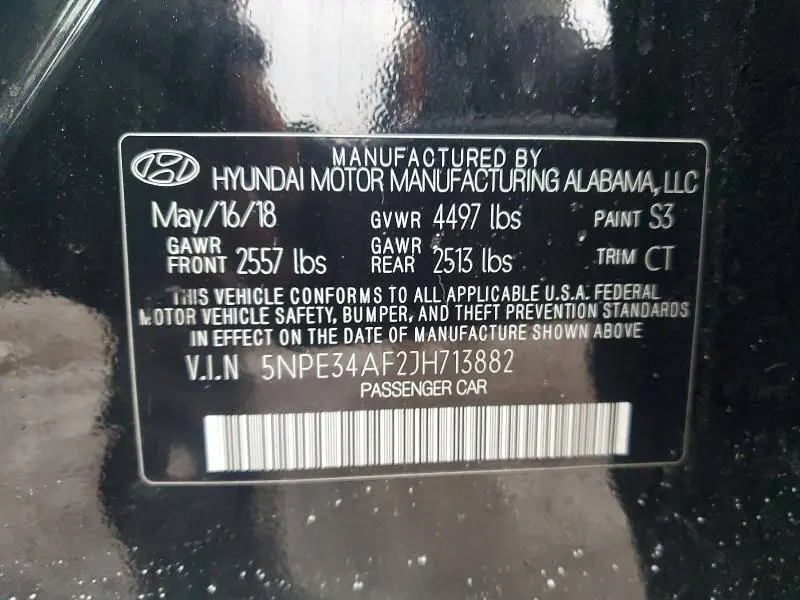 MANUFACTURED BY
HYUNDAI MOTOR MANUFACTURING ALABAMA, LLC
May/16/18 GVWR 4497 lbs PAINT S3
GAWR FRONT 2557 lbs GAWR REAR 2513 lbs TRIM CT
THIS VEHICLE CONFORMS TO ALL APPLICABLE U.S.A. FEDERAL
MOTOR VEHICLE SAFETY, BUMPER, AND THEFT PREVENTION STANDARDS
IN EFFECT ON THE DATE OF MANUFACTURE SHOWN ABOVE
V.I.N 5NPE34AF2JH713882
PASSENGER CAR